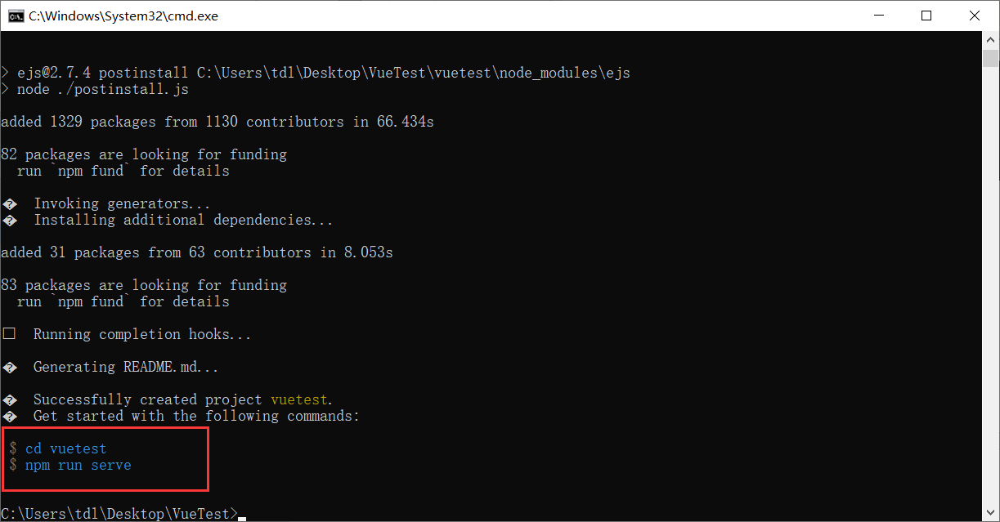 C:\Windows\System32\cmd.exe
> ejs@2.7.4 postinstall C:\Users\tdl\Desktop\VueTest\vuetest\node_modules\ejs
> node ./postinstall.js
added 1329 packages from 1130 contributors in 66.434s
82 packages are looking for funding
  run `npm fund` for details
�  Invoking generators...
�  Installing additional dependencies...
added 31 packages from 63 contributors in 8.053s
83 packages are looking for funding
  run `npm fund` for details
□  Running completion hooks...
�  Generating README.md...
�  Successfully created project vuetest.
�  Get started with the following commands:
$ cd vuetest
$ npm run serve
C:\Users\tdl\Desktop\VueTest>